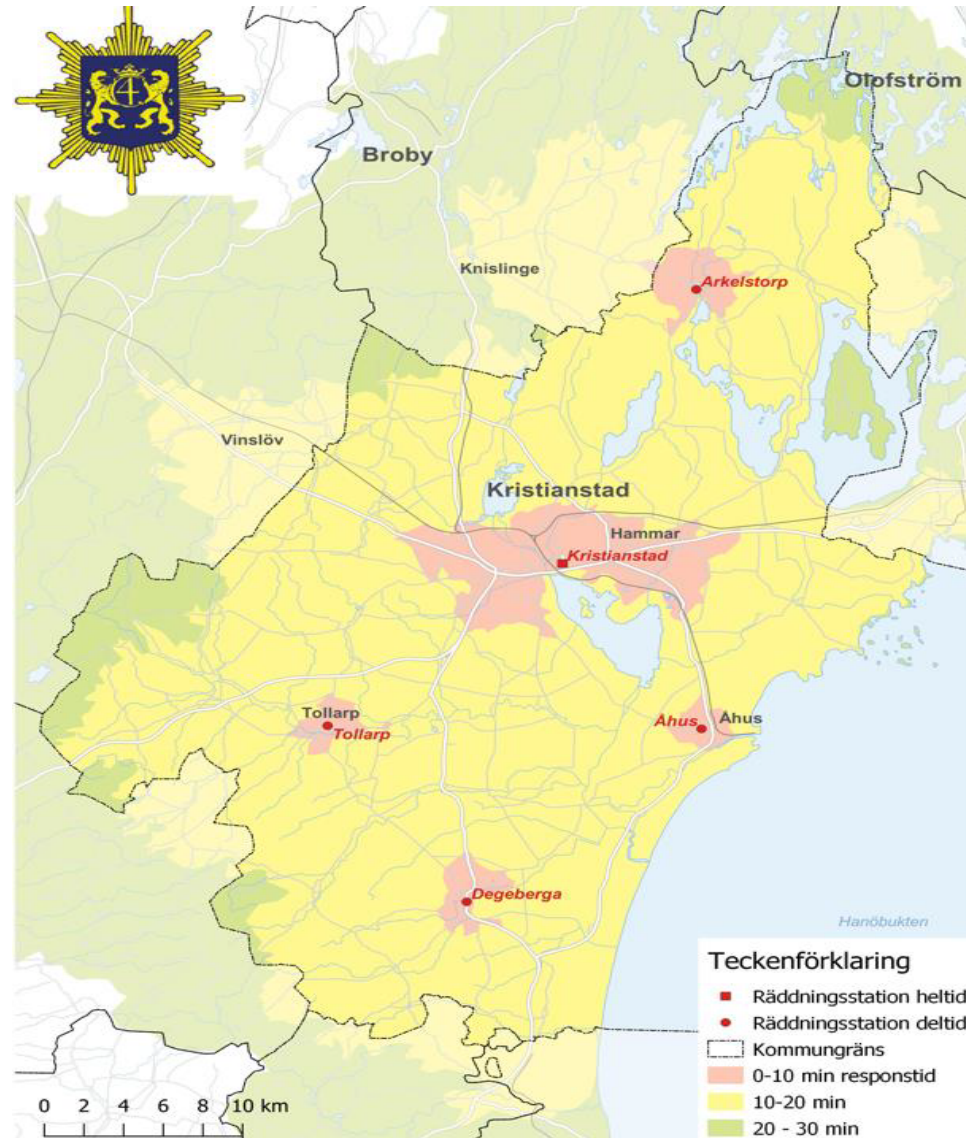 Olofström
Broby
Knislinge
Arkelstorp
Vinslöv
Kristianstad
Hammar
Kristianstad
Tollarp
Tollarp
Åhus
Åhus
Degeberga
Hanöbukten
Teckenförklaring
Räddningsstation heltid
Räddningsstation deltid
Kommungräns
0-10 min responstid
10-20 min
20 - 30 min
0 2 4 6 8 10 km